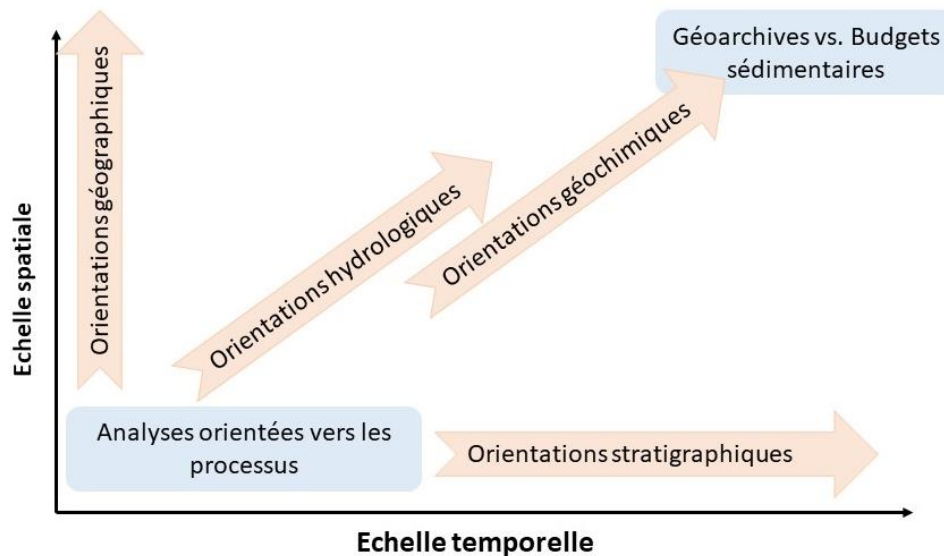 Géoarchives vs. Budgets
sédimentaires
Orientations géographiques
Orientations hydrologiques
Orientations géochimiques
Echelle spatiale
Analyses orientées vers les
processus
Orientations stratigraphiques
Echelle temporelle